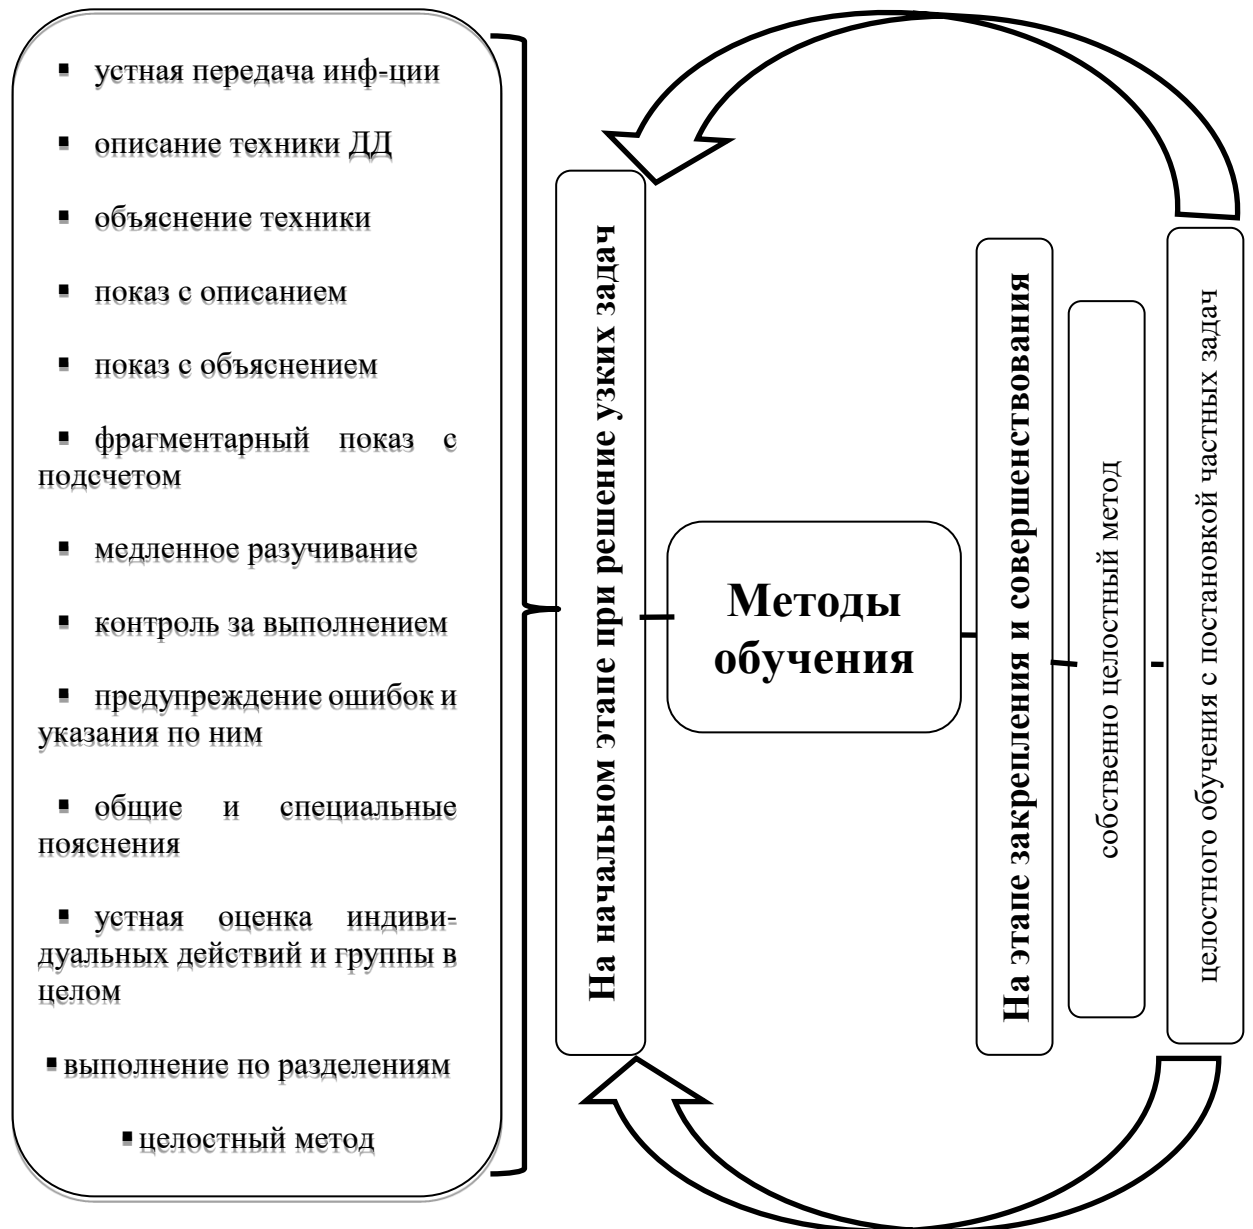 устная передача инф-ции
описание техники ДД
объяснение техники
показ с описанием
показ с объяснением
фрагментарный показ с
подсчетом
медленное разучивание
контроль за выполнением
предупреждение ошибок и
указания по ним
общие и специальные
пояснения
устная оценка индиви-
дуальных действий и группы в
целом
выполнение по разделениям
целостный метод
На начальном этапе при решение узких задач
Методы
обучения
На этапе закрепления и совершенствования
собственно целостный метод
целостного обучения с постановкой частных задач